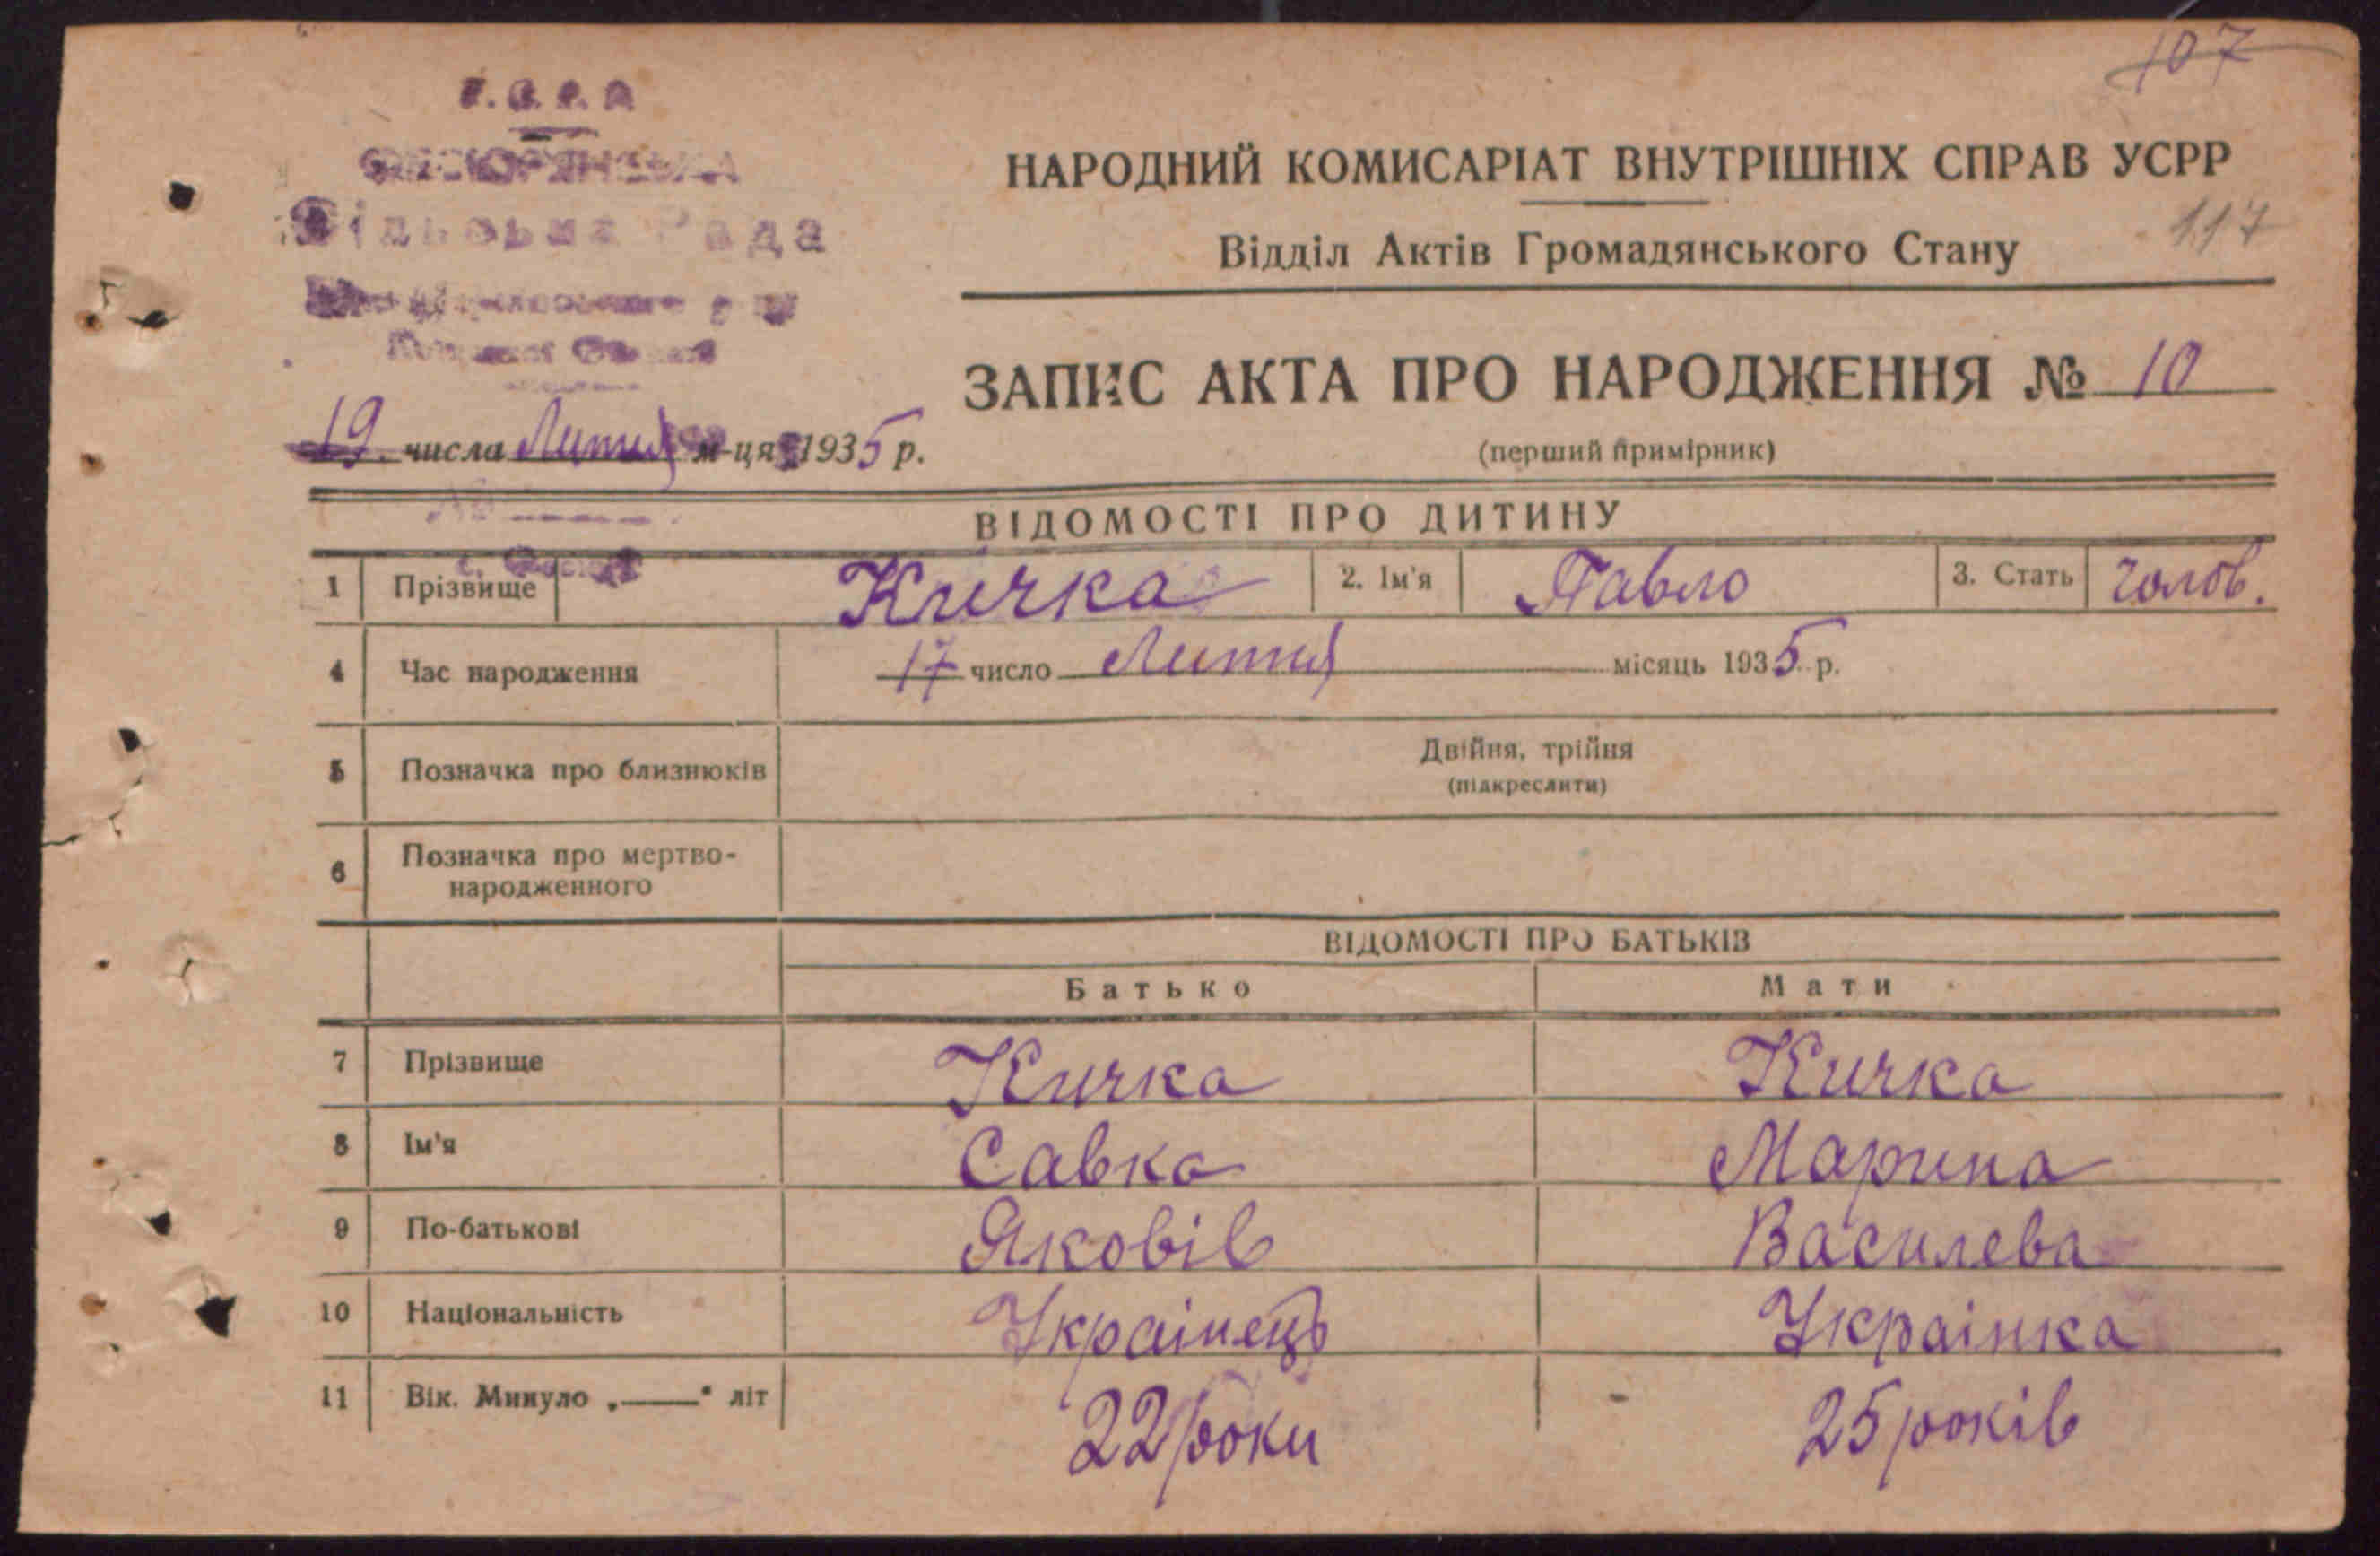 107
НАРОДНИЙ КОМИСАРІАТ ВНУТРІШНІХ СПРАВ УСРР
117
Відділ Актів Громадянського Стану
Сільська Рада
ЗАПИС АКТА ПРО НАРОДЖЕННЯ № 10
(перший примірник)
19 числа Лютня м-ця 1935 р.
ВІДОМОСТІ ПРО ДИТИНУ
1 Прізвище Кичка 2. Ім'я Павло 3. Стать чолов.
4 Час народження 17 число Лютня місяць 1935 р.
5 Позначка про близнюків Двійня, трійня
(підкреслити)
6 Позначка про мертво-
народженного
ВІДОМОСТІ ПРО БАТЬКІВ
Батько Мати
7 Прізвище Кичка Кичка
8 Ім'я Савка Марина
9 По-батькові Яковів Василева
10 Національність Украінець Украінка
11 Вік. Минуло „——" літ 22 роки 25 років